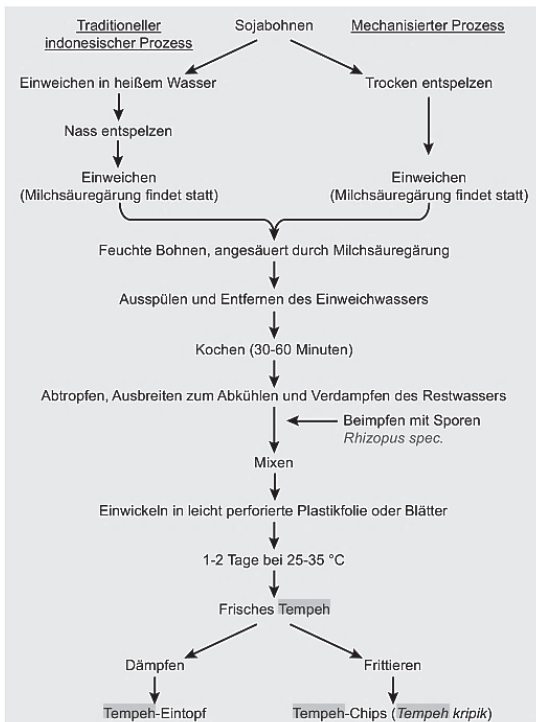 Traditioneller
indonesischer Prozess
Sojabohnen
Mechanisierter Prozess
Einweichen in heißem Wasser
Trocken entspelzen
Nass entspelzen
Einweichen
(Milchsäuregärung findet statt)
Einweichen
(Milchsäuregärung findet statt)
Feuchte Bohnen, angesäuert durch Milchsäuregärung
Ausspülen und Entfernen des Einweichwassers
Kochen (30-60 Minuten)
Abtropfen, Ausbreiten zum Abkühlen und Verdampfen des Restwassers
Beimpfen mit Sporen
Rhizopus spec.
Mixen
Einwickeln in leicht perforierte Plastikfolie oder Blätter
1-2 Tage bei 25-35 °C
Frisches Tempeh
Dämpfen
Frittieren
Tempeh-Eintopf
Tempeh-Chips (Tempeh kripik)